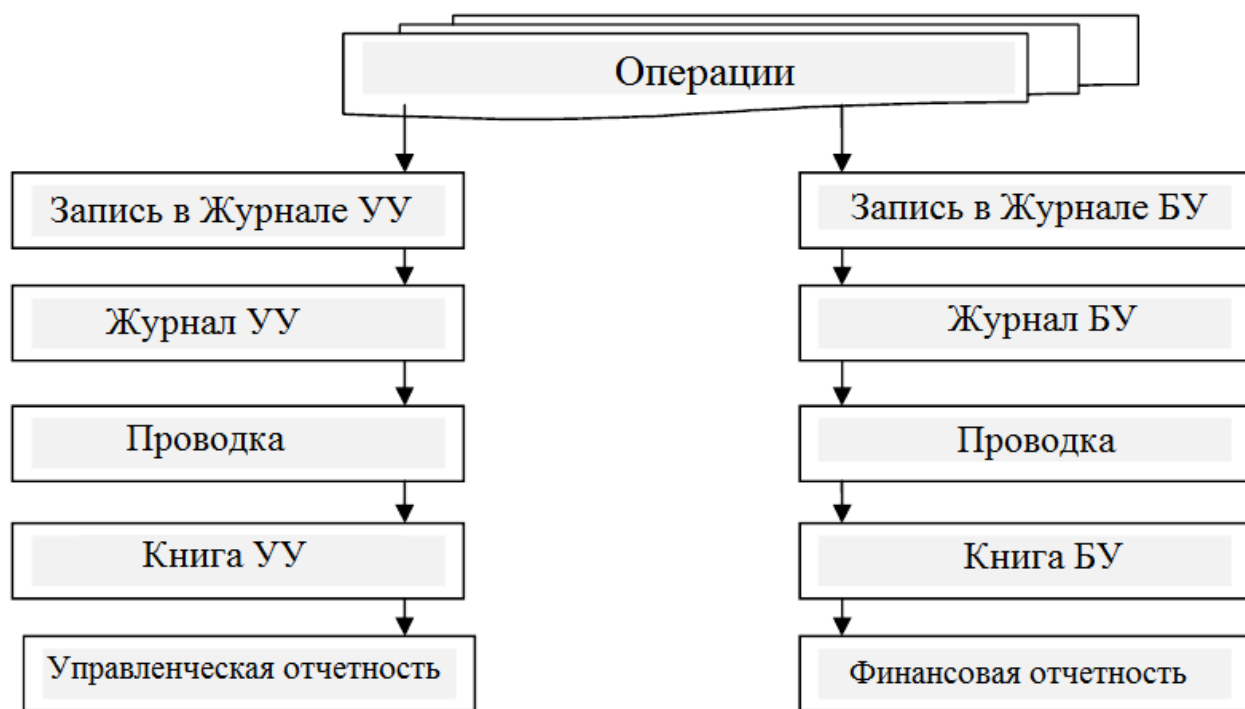 Операции
Запись в Журнале УУ
Запись в Журнале БУ
Журнал УУ
Журнал БУ
Проводка
Проводка
Книга УУ
Книга БУ
Управленческая отчетность
Финансовая отчетность